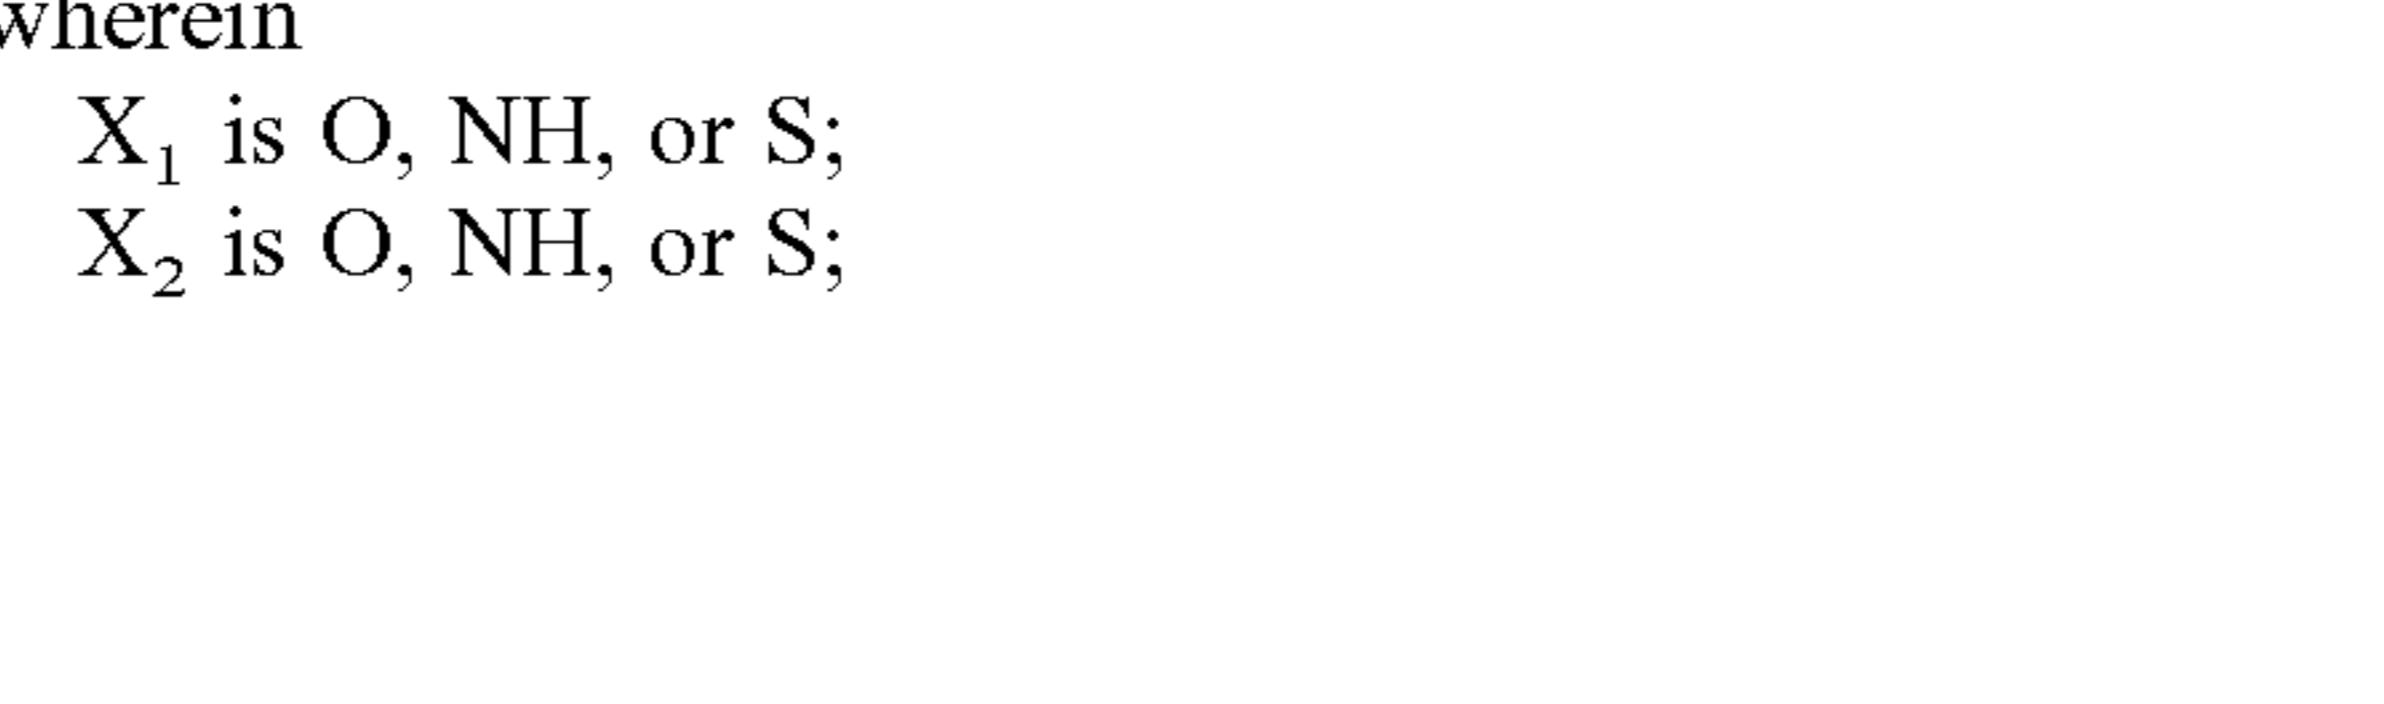 wherein
X₁ is O, NH, or S;
X₂ is O, NH, or S;